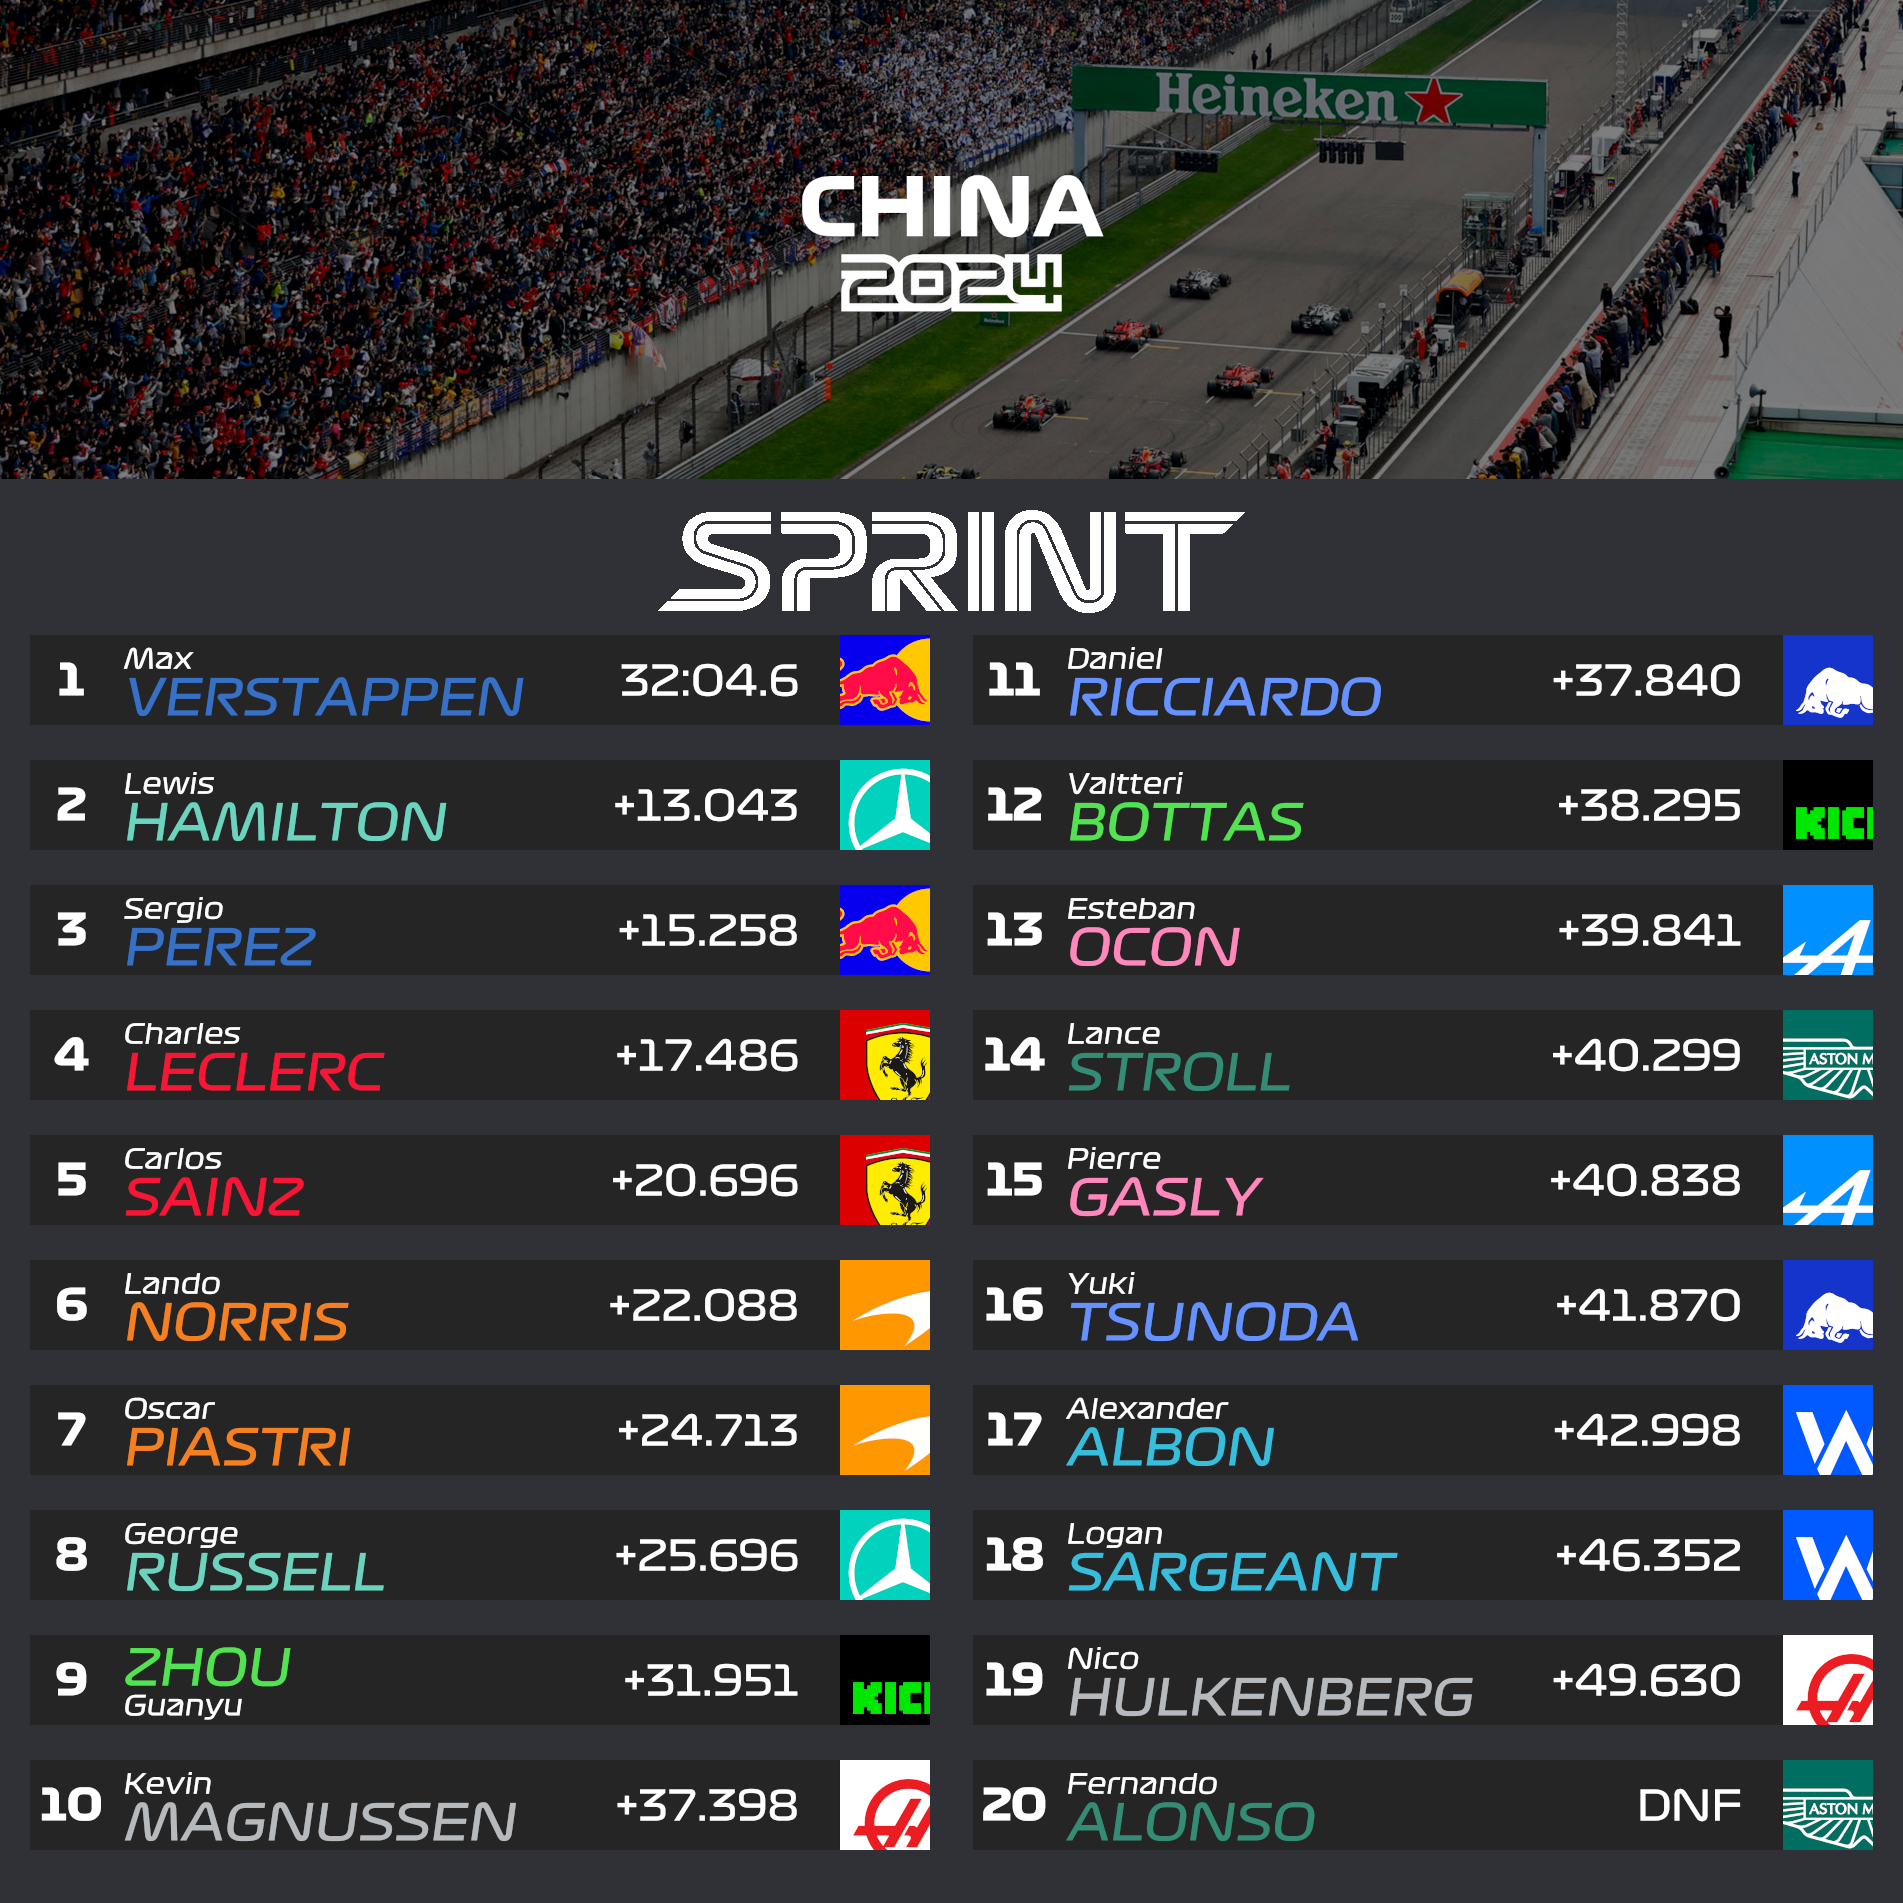 Heineken
CHINA
2024
SPRINT
1
Max
VERSTAPPEN
32:04.6
2
Lewis
HAMILTON
+13.043
3
Sergio
PEREZ
+15.258
4
Charles
LECLERC
+17.486
5
Carlos
SAINZ
+20.696
6
Lando
NORRIS
+22.088
7
Oscar
PIASTRI
+24.713
8
George
RUSSELL
+25.696
9
ZHOU
Guanyu
+31.951
KICI
10
Kevin
MAGNUSSEN
+37.398
11
Daniel
RICCIARDO
+37.840
12
Valtteri
BOTTAS
+38.295
KICI
13
Esteban
OCON
+39.841
14
Lance
STROLL
+40.299
ASTON M
15
Pierre
GASLY
+40.838
16
Yuki
TSUNODA
+41.870
17
Alexander
ALBON
+42.998
18
Logan
SARGEANT
+46.352
19
Nico
HULKENBERG
+49.630
20
Fernando
ALONSO
DNF
ASTON M